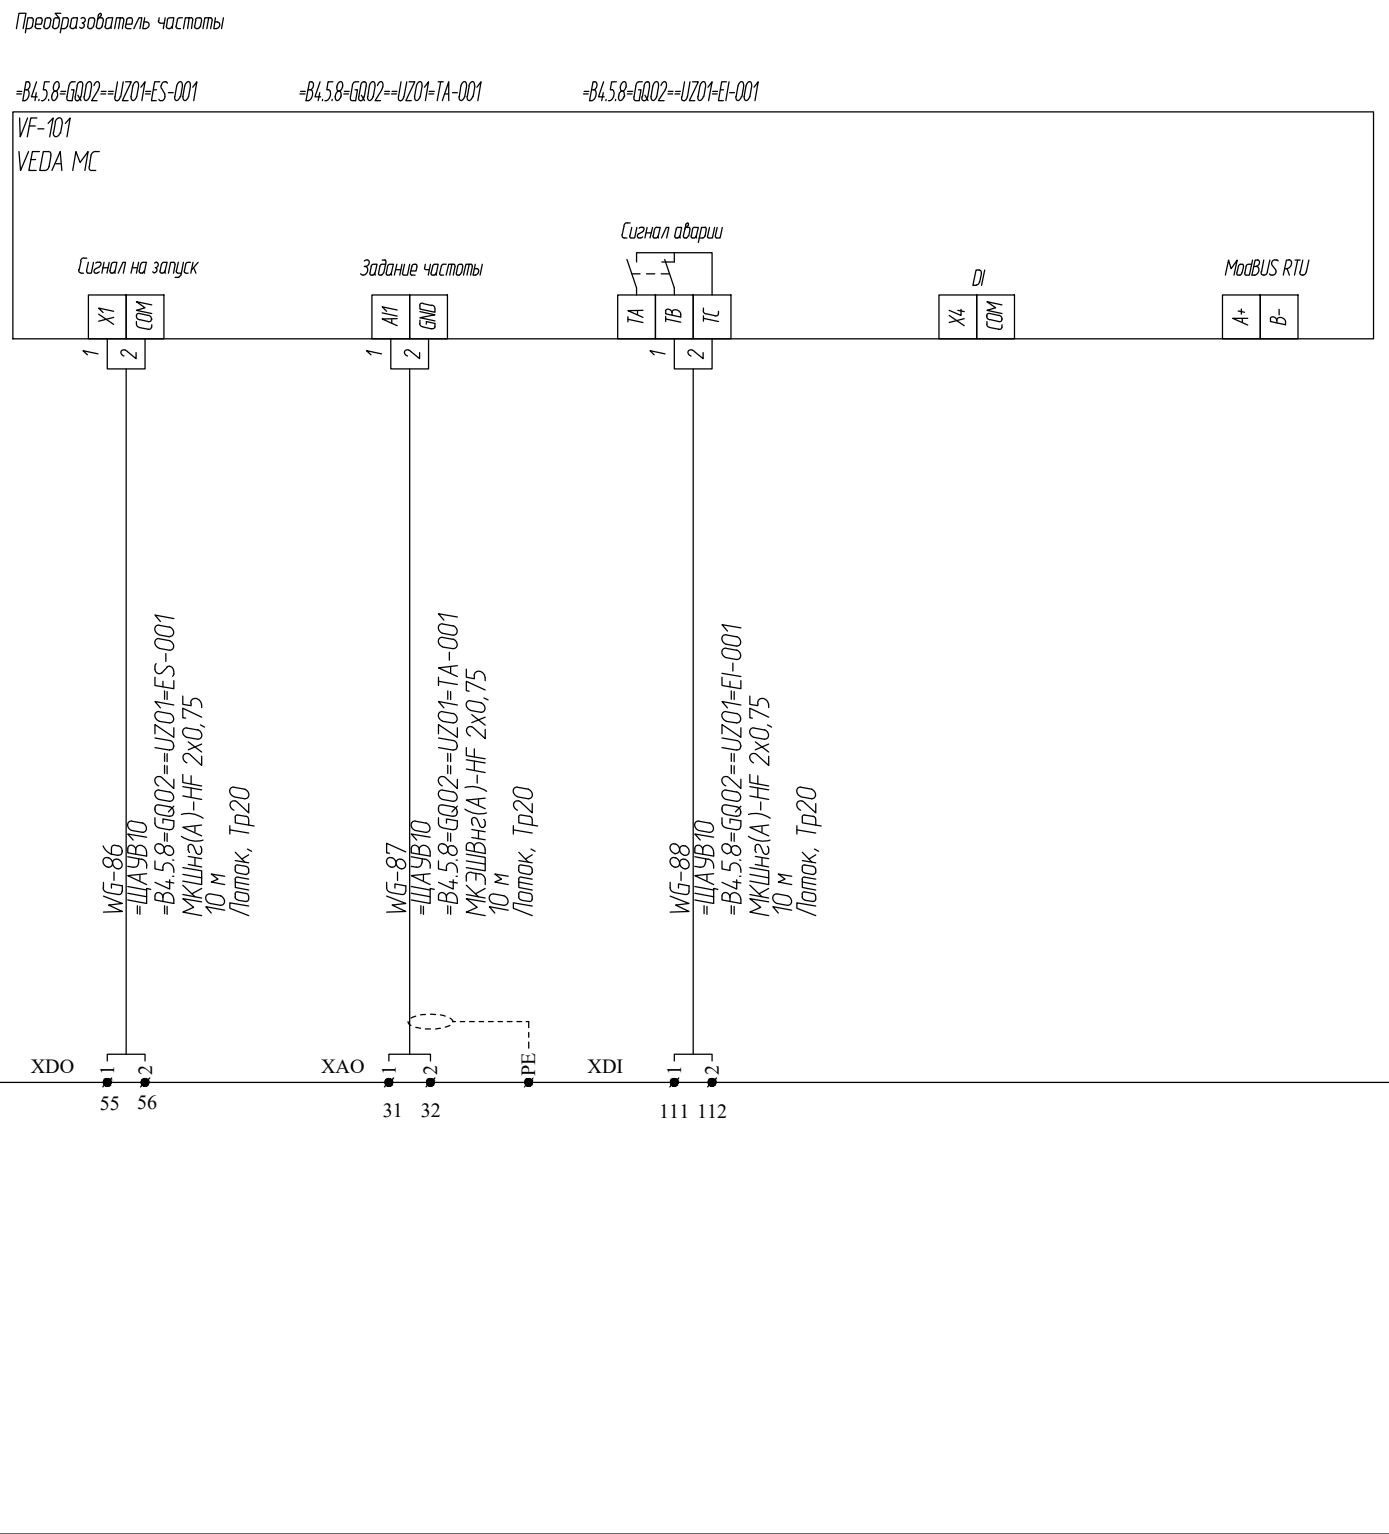 Преобразователь частоты
=B4.5.8=GQ02==UZ01=ES-001
=B4.5.8=GQ02==UZ01=TA-001
=B4.5.8=GQ02==UZ01=EI-001
VF-101
VEDA MC
Сигнал на запуск
Задание частоты
Сигнал аварии
DI
ModBUS RTU
X1
COM
AI1
GND
TA
TB
TC
X4
COM
A+
B-
1
2
1
2
1
2
WG-86
=ЩАУВ10
=B4.5.8=GQ02==UZ01=ES-001
МКШнг(А)-HF 2х0,75
10 м
Лоток, Тр20
WG-87
=ЩАУВ10
=B4.5.8=GQ02==UZ01=TA-001
МКЭШВнг(А)-HF 2х0,75
10 м
Лоток, Тр20
WG-88
=ЩАУВ10
=B4.5.8=GQ02==UZ01=EI-001
МКШнг(А)-HF 2х0,75
10 м
Лоток, Тр20
XDO
1
2
XAO
1
2
PE
XDI
1
2
55
56
31
32
111
112